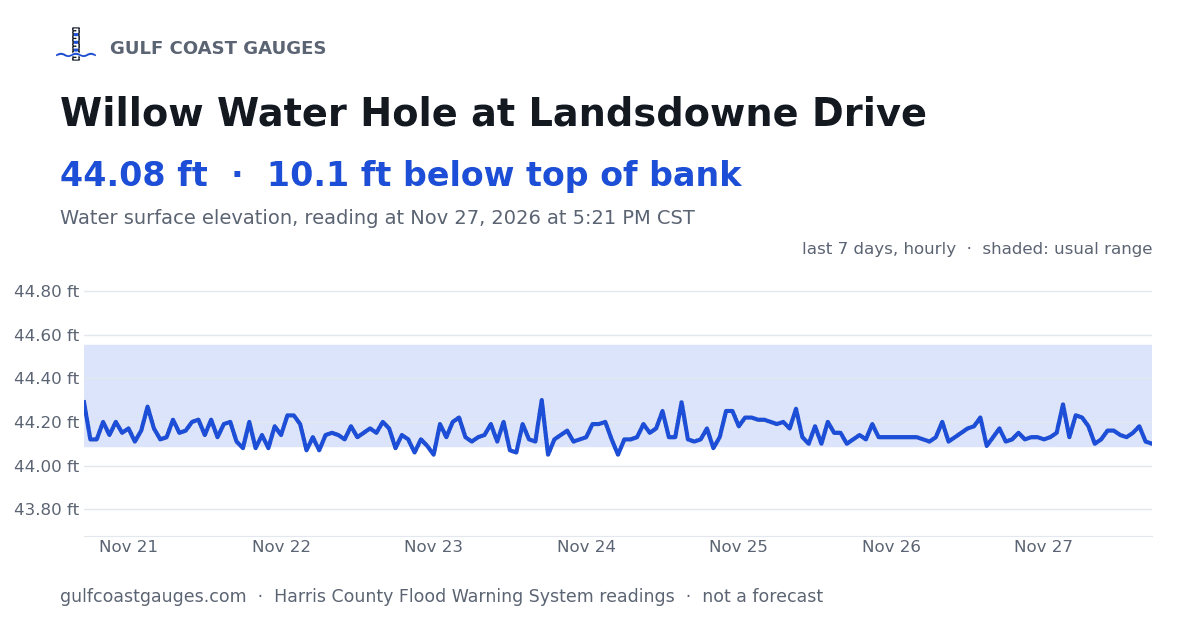 GULF COAST GAUGES
Willow Water Hole at Landsdowne Drive
44.08 ft · 10.1 ft below top of bank
Water surface elevation, reading at Nov 27, 2026 at 5:21 PM CST
last 7 days, hourly · shaded: usual range
44.80 ft
44.60 ft
44.40 ft
44.20 ft
44.00 ft
43.80 ft
Nov 21 Nov 22 Nov 23 Nov 24 Nov 25 Nov 26 Nov 27
gulfcoastgauges.com · Harris County Flood Warning System readings · not a forecast